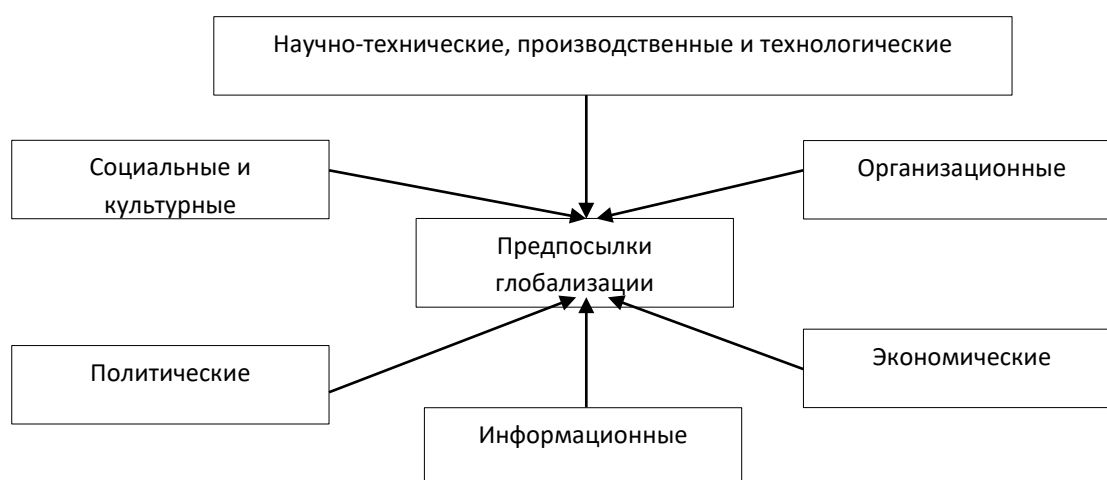 Научно-технические, производственные и технологические
Социальные и
культурные
Организационные
Предпосылки
глобализации
Политические
Экономические
Информационные